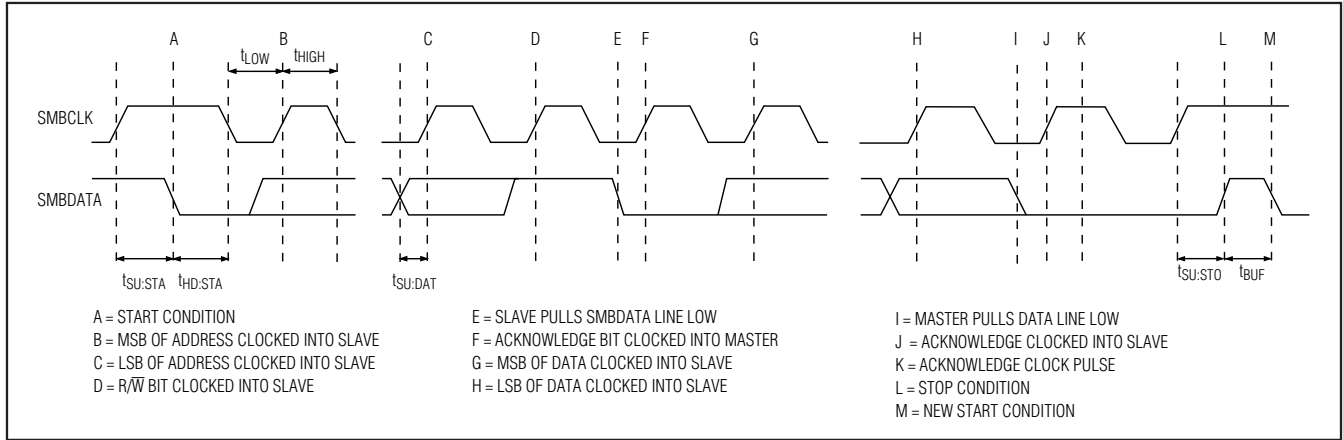 A B C D E F G H I J K L M
tLOW tHIGH
SMBCLK
SMBDATA
tSU:STA tHD:STA tSU:DAT tSU:STO tBUF
A = START CONDITION
B = MSB OF ADDRESS CLOCKED INTO SLAVE
C = LSB OF ADDRESS CLOCKED INTO SLAVE
D = R/W̅ BIT CLOCKED INTO SLAVE
E = SLAVE PULLS SMBDATA LINE LOW
F = ACKNOWLEDGE BIT CLOCKED INTO MASTER
G = MSB OF DATA CLOCKED INTO SLAVE
H = LSB OF DATA CLOCKED INTO SLAVE
I = MASTER PULLS DATA LINE LOW
J = ACKNOWLEDGE CLOCKED INTO SLAVE
K = ACKNOWLEDGE CLOCK PULSE
L = STOP CONDITION
M = NEW START CONDITION